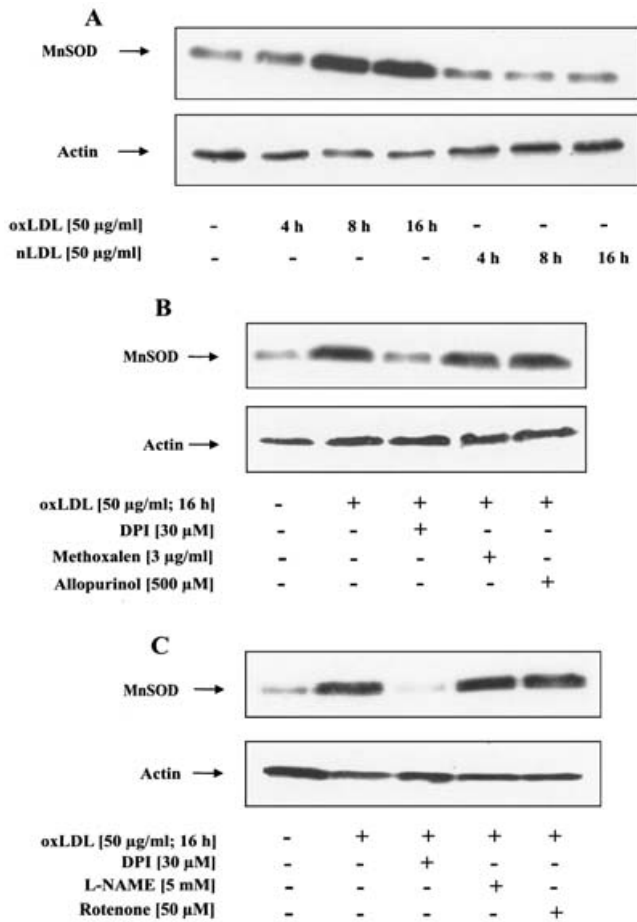 A
MnSOD →
Actin →
oxLDL [50 µg/ml] - 4 h 8 h 16 h - - -
nLDL [50 µg/ml] - - - - 4 h 8 h 16 h
B
MnSOD →
Actin →
oxLDL [50 µg/ml; 16 h] - + + + +
DPI [30 µM] - - + - -
Methoxalen [3 µg/ml] - - - + -
Allopurinol [500 µM] - - - - +
C
MnSOD →
Actin →
oxLDL [50 µg/ml; 16 h] - + + + +
DPI [30 µM] - - + - -
L-NAME [5 mM] - - - + -
Rotenone [50 µM] - - - - +